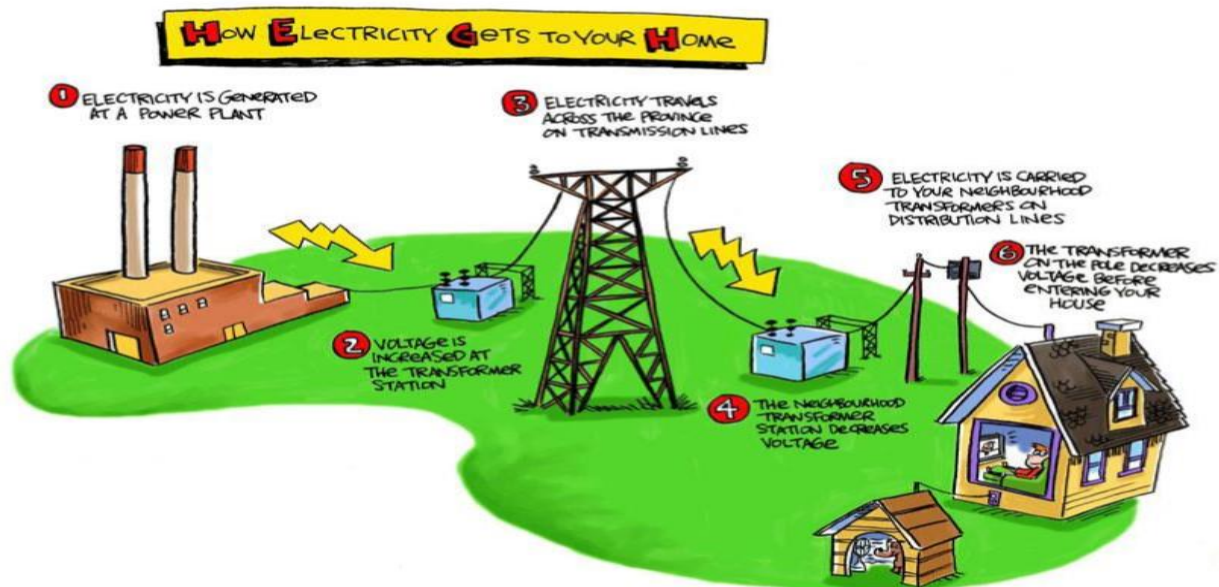 How Electricity Gets to Your Home
1 Electricity is generated
at a power plant
3 Electricity travels
across the province
on transmission lines
5 Electricity is carried
to your neighbourhood
transformers on
distribution lines
6 The transformer
on the pole decreases
voltage before
entering your
house
2 Voltage is
increased at
the transformer
station
4 The neighbourhood
transformer
station decreases
voltage